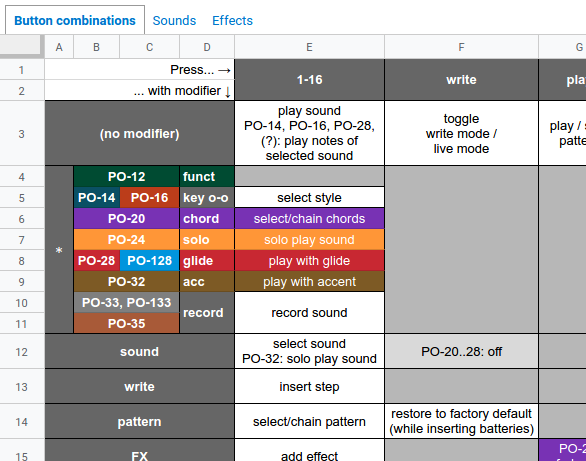 Button combinations Sounds Effects
A B C D E F G
1 Press... → 1-16 write pla
2 ... with modifier ↓
3 (no modifier) play sound
PO-14, PO-16, PO-28,
(?): play notes of
selected sound
toggle
write mode /
live mode
play /
patte
4 PO-12 funct
5 PO-14 PO-16 key o-o select style
6 PO-20 chord select/chain chords
7 PO-24 solo solo play sound
8 PO-28 PO-128 glide play with glide
9 PO-32 acc play with accent
*
10 PO-33, PO-133
11 PO-35
record record sound
12 sound select sound
PO-32: solo play sound
PO-20..28: off
13 write insert step
14 pattern select/chain pattern restore to factory default
(while inserting batteries)
15 FX add effect PO-2